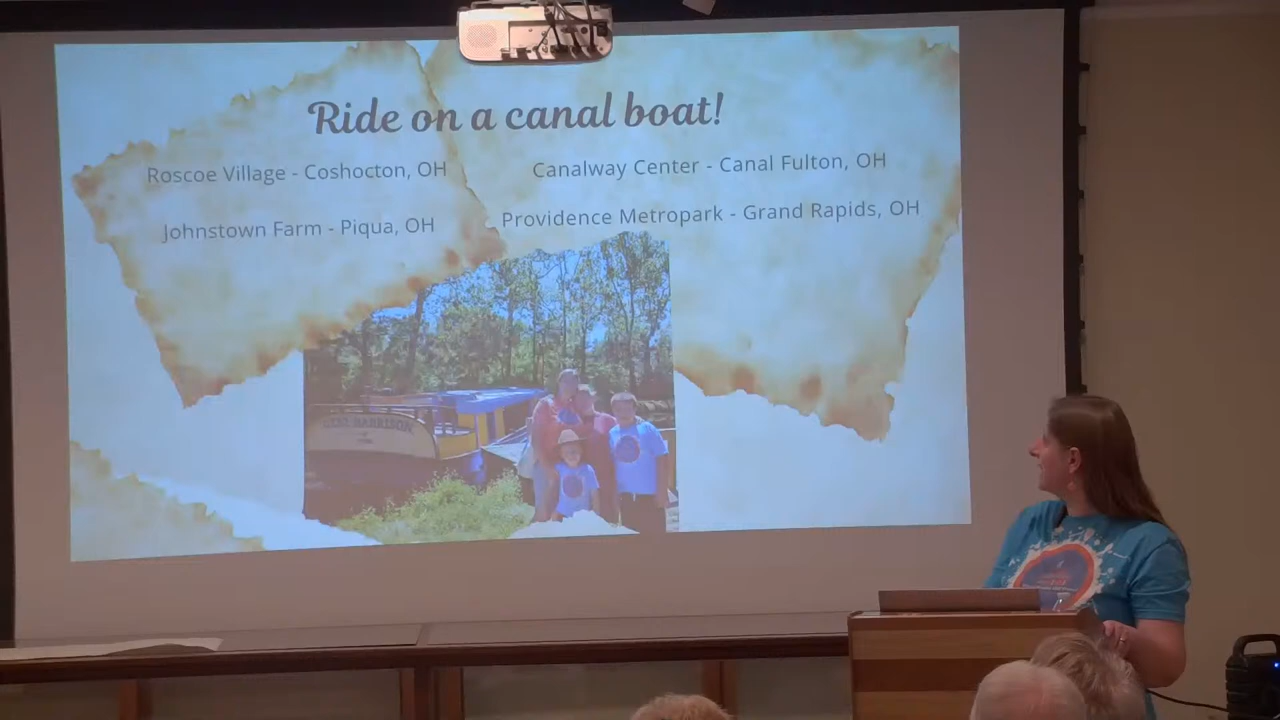 Ride on a canal boat!
Roscoe Village - Coshocton, OH
Canalway Center - Canal Fulton, OH
Johnstown Farm - Piqua, OH
Providence Metropark - Grand Rapids, OH
HARRISON